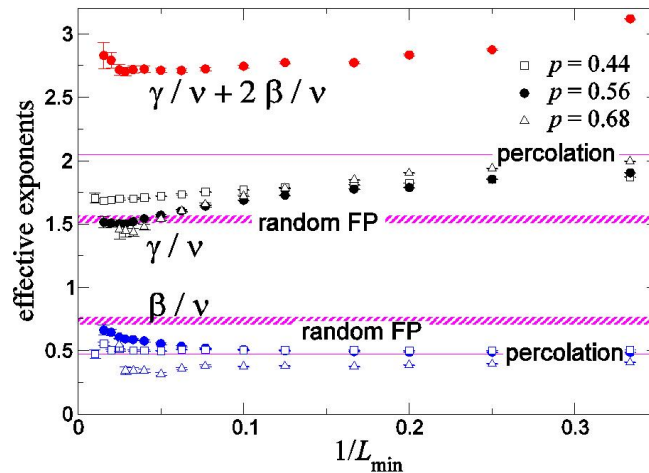 effective exponents
3
2.5
2
1.5
1
0.5
0
γ / ν + 2 β / ν
p = 0.44
p = 0.56
p = 0.68
percolation
random FP
γ / ν
β / ν
random FP
percolation
0
0.1
0.2
0.3
1/Lmin